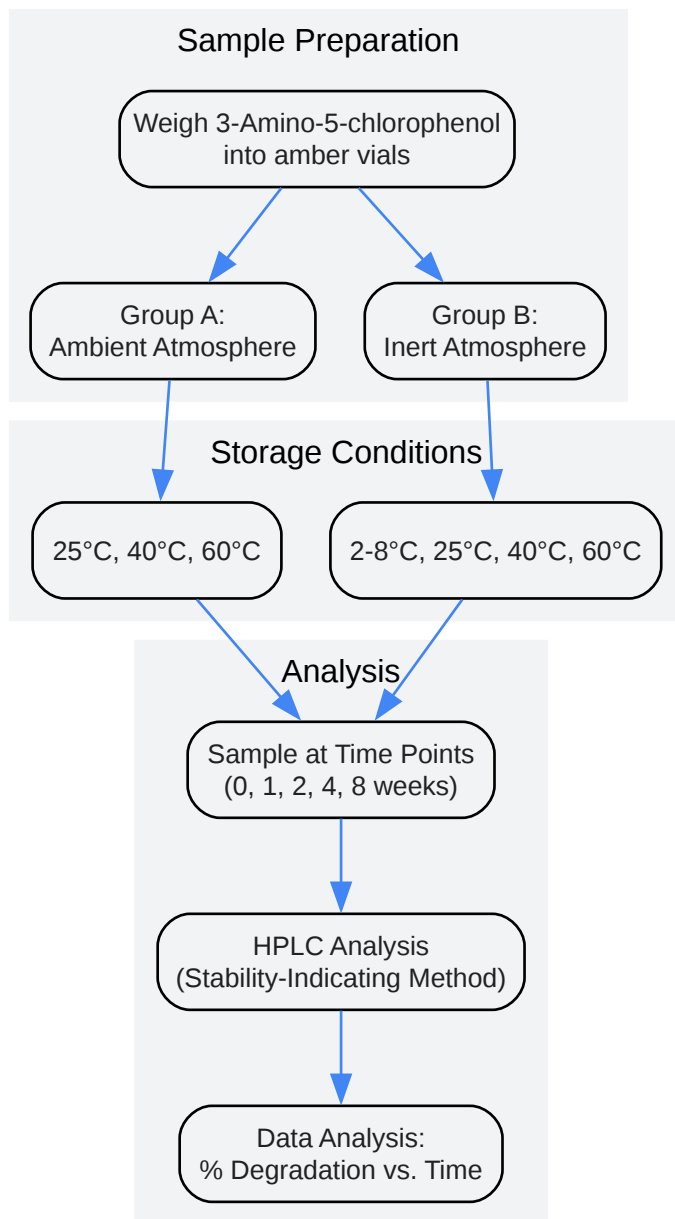 Sample Preparation
Weigh 3-Amino-5-chlorophenol
into amber vials
Group A:
Ambient Atmosphere
Group B:
Inert Atmosphere
Storage Conditions
25°C, 40°C, 60°C
2-8°C, 25°C, 40°C, 60°C
Analysis
Sample at Time Points
(0, 1, 2, 4, 8 weeks)
HPLC Analysis
(Stability-Indicating Method)
Data Analysis:
% Degradation vs. Time